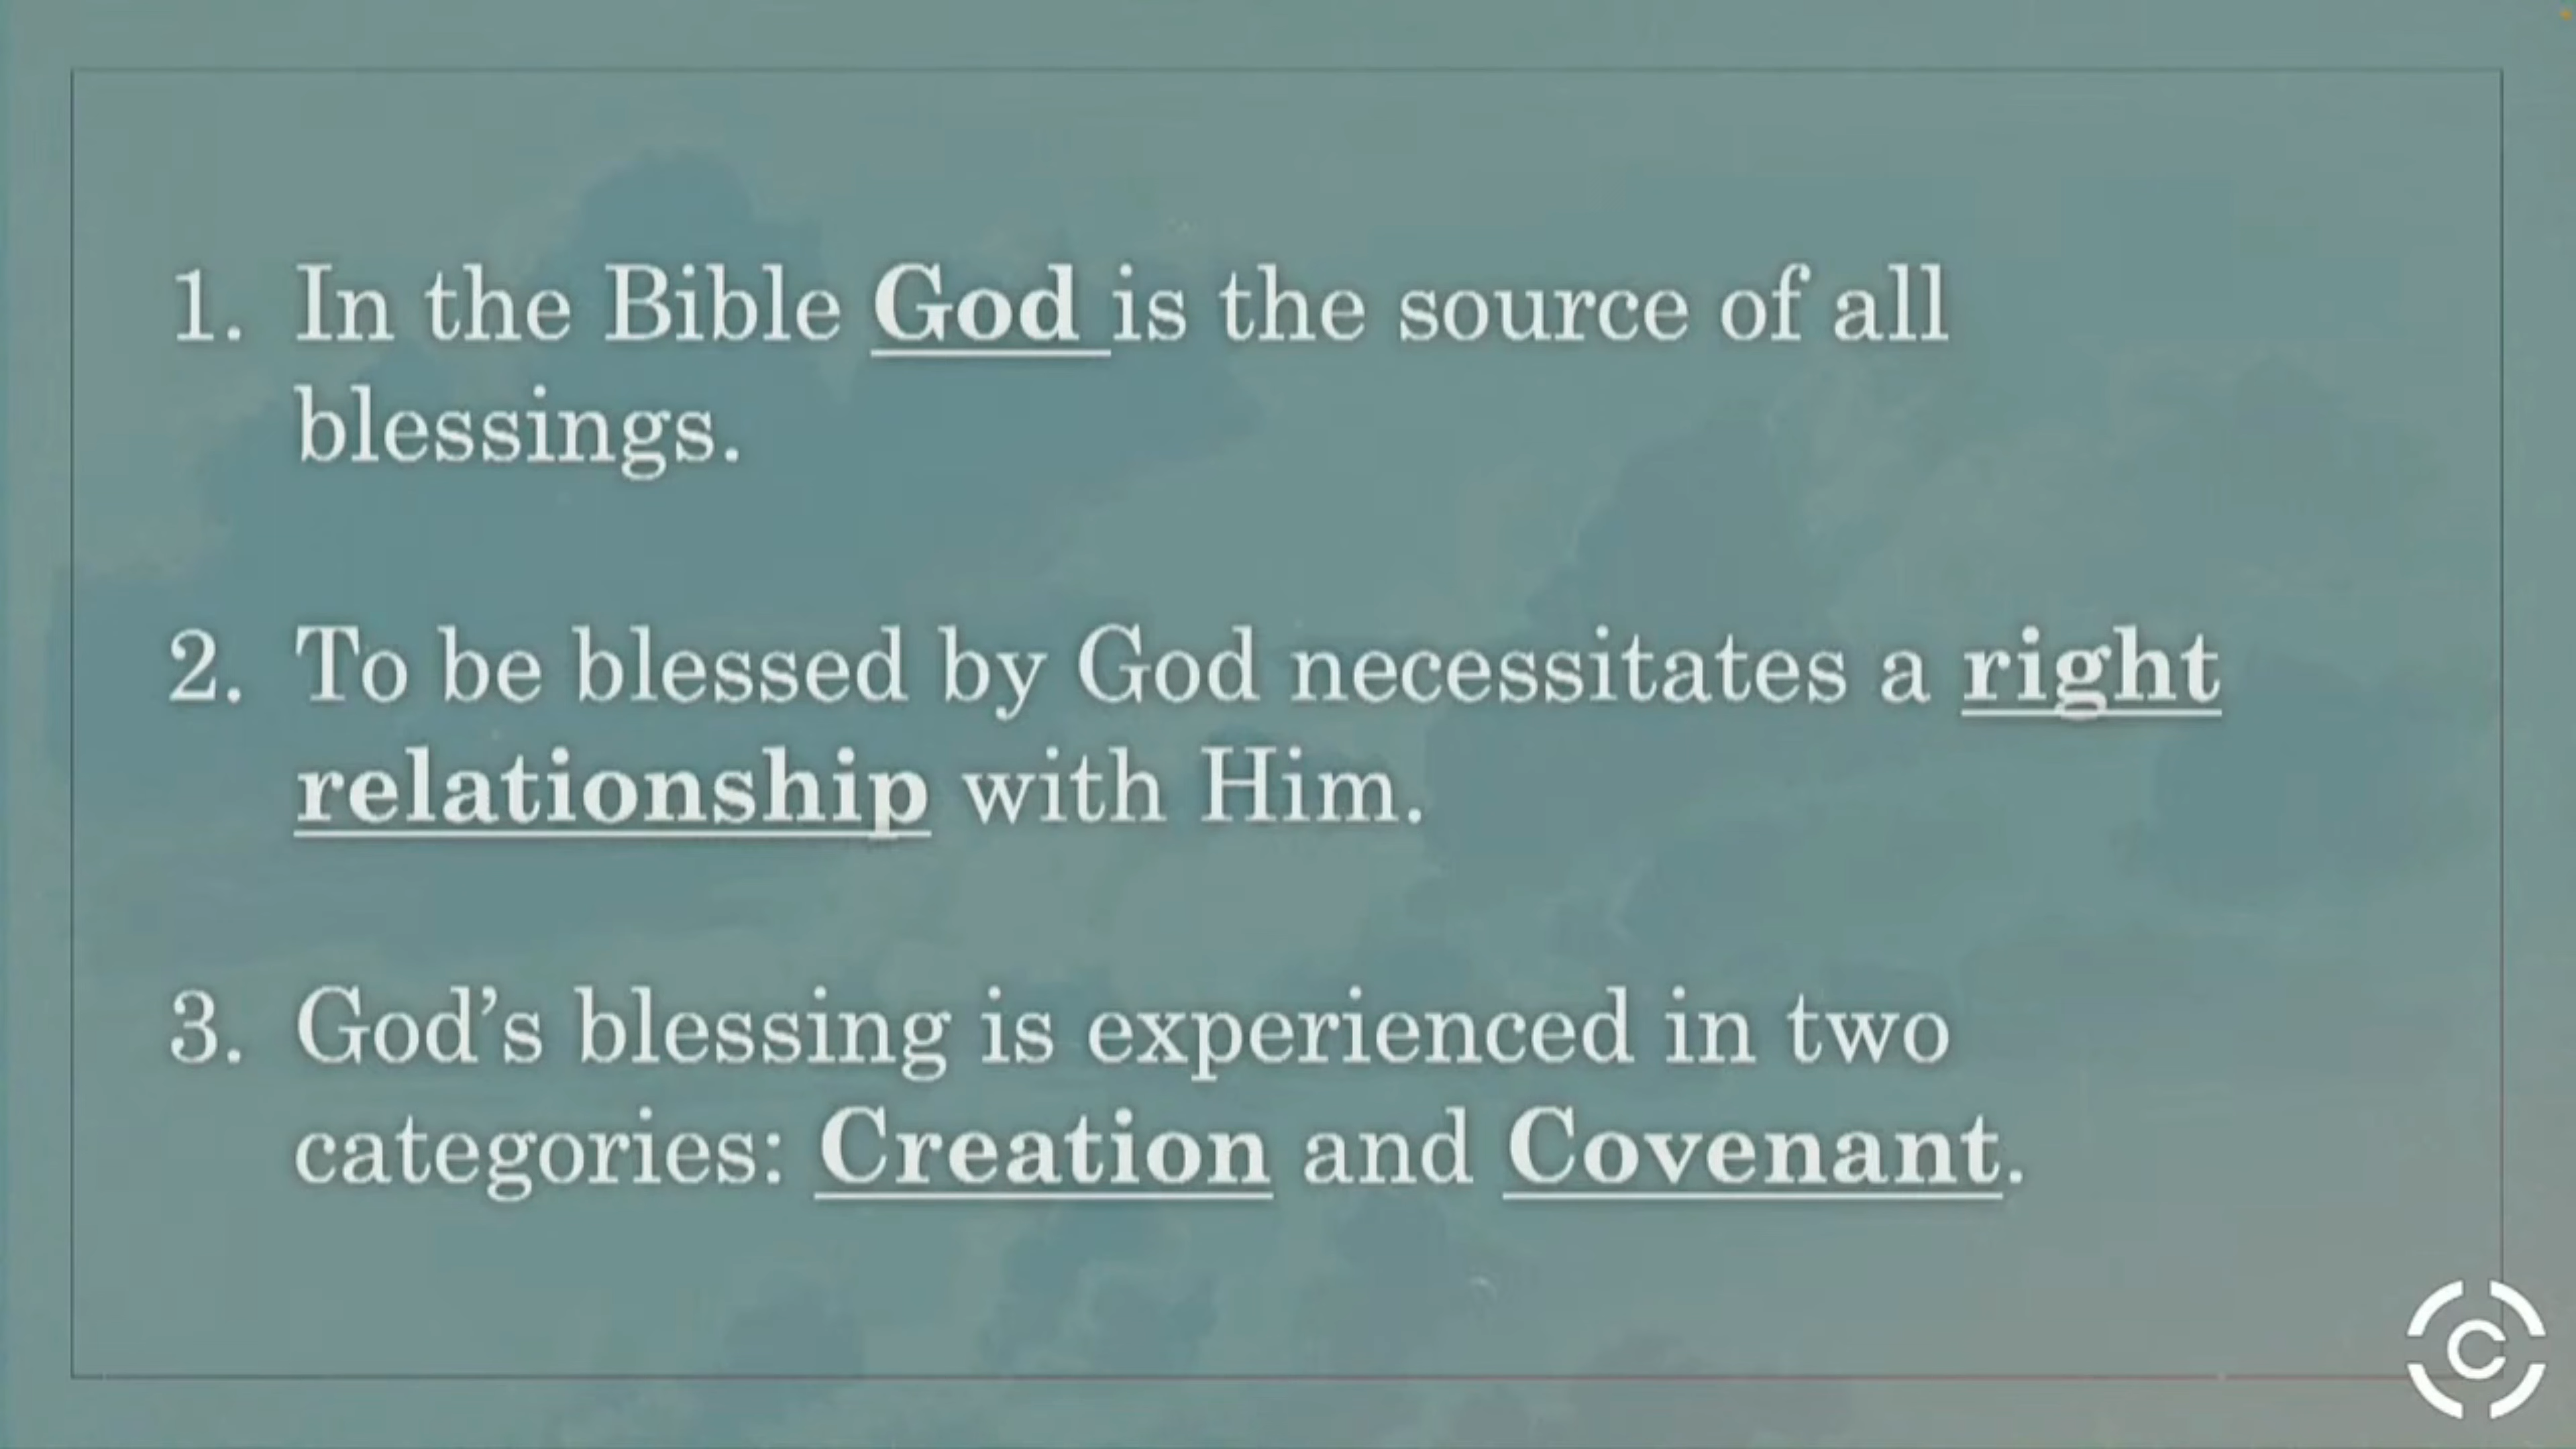 1. In the Bible God is the source of all
blessings.
2. To be blessed by God necessitates a right
relationship with Him.
3. God’s blessing is experienced in two
categories: Creation and Covenant.
C